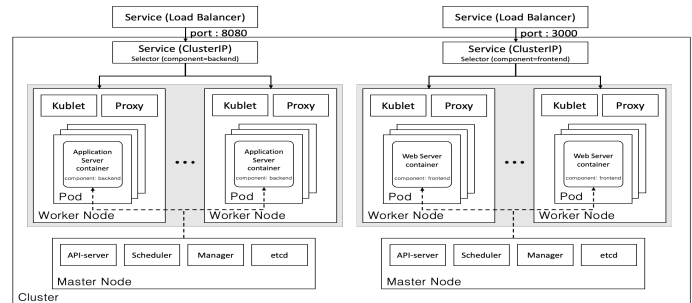 Service (Load Balancer)
port : 8080
Service (ClusterIP)
Selector (component=backend)
Kublet
Proxy
Application
Server
container
component: backend
Pod
Worker Node
...
Kublet
Proxy
Application
Server
container
component: backend
Pod
Worker Node
API-server
Scheduler
Manager
etcd
Master Node
Service (Load Balancer)
port : 3000
Service (ClusterIP)
Selector (component=frontend)
Kublet
Proxy
Web Server
container
component: frontend
Pod
Worker Node
...
Kublet
Proxy
Web Server
container
component: frontend
Pod
Worker Node
API-server
Scheduler
Manager
etcd
Master Node
Cluster